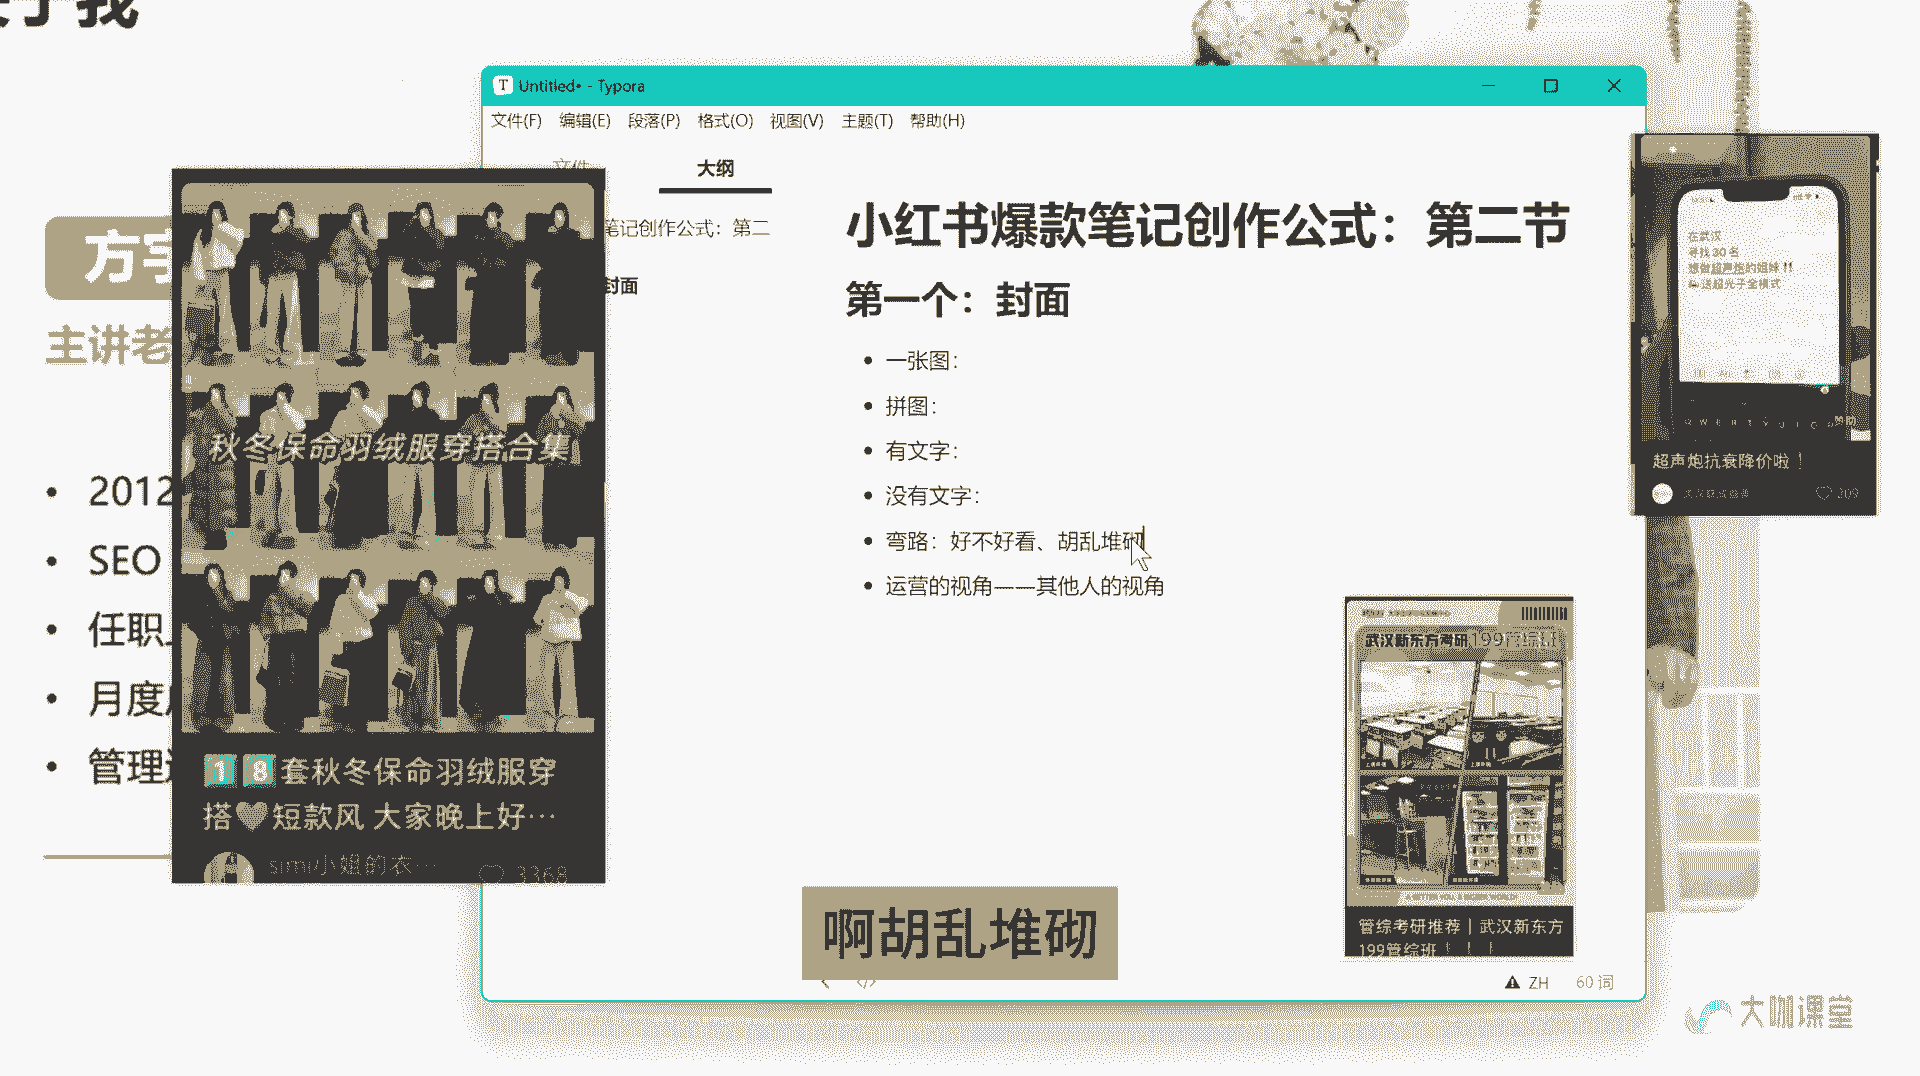 于我
Untitled• - Typora
文件(F) 编辑(E) 段落(P) 格式(O) 视图(V) 主题(T) 帮助(H)
文件 大纲
笔记创作公式：第二
封面
小红书爆款笔记创作公式：第二节
第一个：封面
• 一张图：
• 拼图：
• 有文字：
• 没有文字：
• 弯路：好不好看、胡乱堆砌
• 运营的视角——其他人的视角
方宇
主讲老
• 2012
• SEO
• 任职
• 月度
• 管理
秋冬保命羽绒服穿搭合集
18套秋冬保命羽绒服穿
搭🖤短款风 大家晚上好…
simi小姐的衣…
3368
在武汉
寻找 30 名
想做超声炮的姐妹 !!
送超光子全模式
超声炮抗衰降价啦！
209
武汉新东方考研199管综班
管综考研推荐｜武汉新东方
199管综班！！！
啊胡乱堆砌
ZH 60 词
大咖课堂